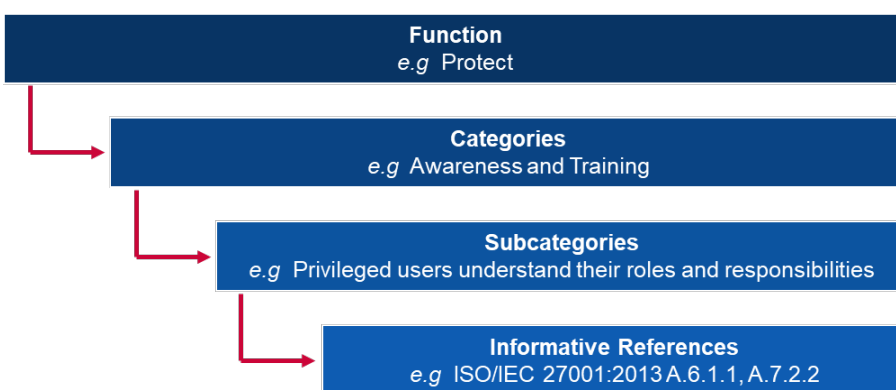 Function
e.g Protect
Categories
e.g Awareness and Training
Subcategories
e.g Privileged users understand their roles and responsibilities
Informative References
e.g ISO/IEC 27001:2013 A.6.1.1, A.7.2.2